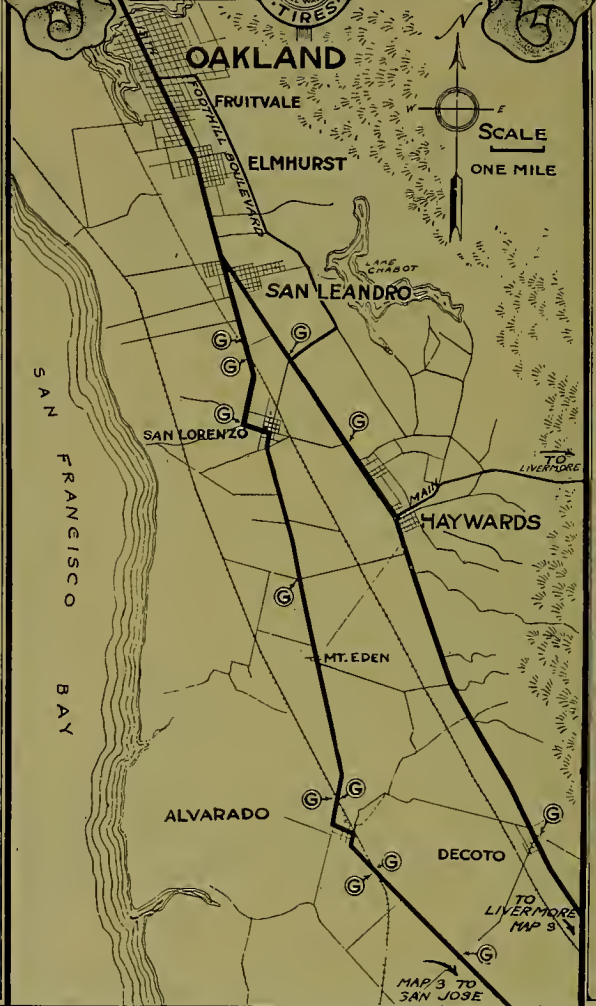 TIRES
OAKLAND
FRUITVALE
FOOTHILL BOULEVARD
ELMHURST
N
W
E
SCALE
ONE MILE
LAKE
CHABOT
SAN LEANDRO
G
G
G
G
SAN LORENZO
G
SAN FRANCISCO BAY
TO
LIVERMORE
MAIN
HAYWARDS
G
MT. EDEN
G
G
ALVARADO
G
DECOTO
G
G
TO
LIVERMORE
MAP 3
G
MAP 3 TO
SAN JOSE